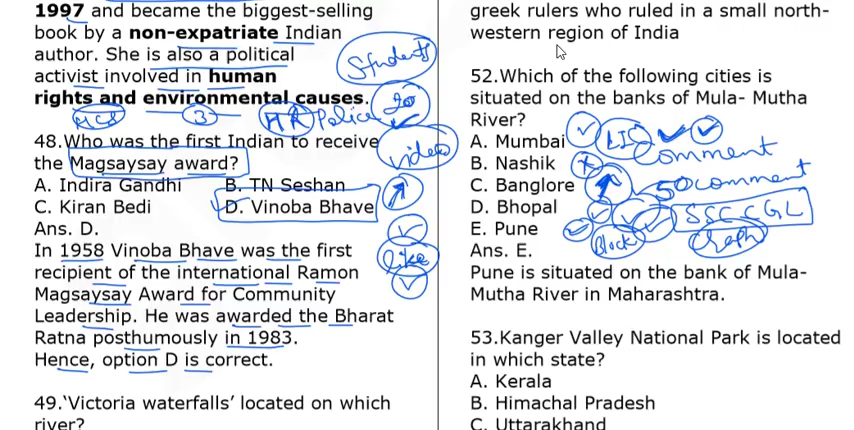 1997 and became the biggest-selling
book by a non-expatriate Indian
author. She is also a political
activist involved in human
rights and environmental causes.
Students
MCB 3 HR Police 20
48.Who was the first Indian to receive
the Magsaysay award?
video
A. Indira Gandhi B. TN Seshan
C. Kiran Bedi D. Vinoba Bhave
Ans. D.
In 1958 Vinoba Bhave was the first
like
recipient of the international Ramon
Magsaysay Award for Community
Leadership. He was awarded the Bharat
Ratna posthumously in 1983.
Hence, option D is correct.
49.‘Victoria waterfalls’ located on which
river?
greek rulers who ruled in a small north-
western region of India
52.Which of the following cities is
situated on the banks of Mula- Mutha
River?
A. Mumbai LIC
Comment
B. Nashik
C. Banglore 50 comment
D. Bhopal SSC CGL
E. Pune Block
Ans. E.
Pune is situated on the bank of Mula-
Mutha River in Maharashtra.
53.Kanger Valley National Park is located
in which state?
A. Kerala
B. Himachal Pradesh
C. Uttarakhand